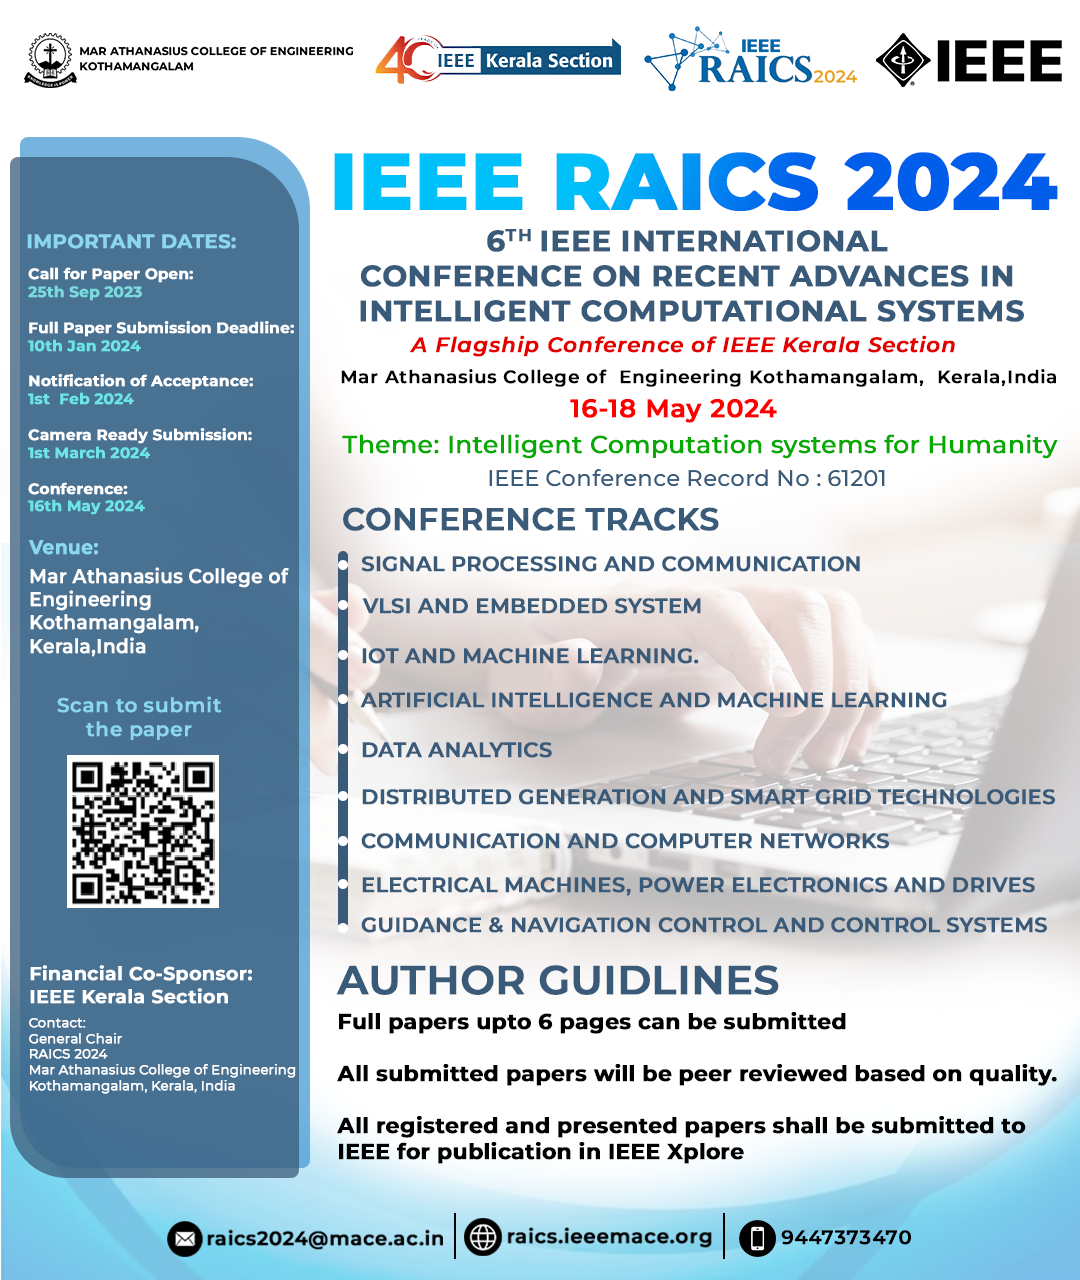 MAR ATHANASIUS COLLEGE OF ENGINEERING
KOTHAMANGALAM
40
IEEE Kerala Section
IEEE
RAICS 2024
IEEE
IEEE RAICS 2024
6TH IEEE INTERNATIONAL
CONFERENCE ON RECENT ADVANCES IN
INTELLIGENT COMPUTATIONAL SYSTEMS
A Flagship Conference of IEEE Kerala Section
Mar Athanasius College of Engineering Kothamangalam, Kerala,India
16-18 May 2024
Theme: Intelligent Computation systems for Humanity
IEEE Conference Record No : 61201
IMPORTANT DATES:
Call for Paper Open:
25th Sep 2023
Full Paper Submission Deadline:
10th Jan 2024
Notification of Acceptance:
1st Feb 2024
Camera Ready Submission:
1st March 2024
Conference:
16th May 2024
Venue:
Mar Athanasius College of
Engineering
Kothamangalam,
Kerala,India
Scan to submit
the paper
Financial Co-Sponsor:
IEEE Kerala Section
Contact:
General Chair
RAICS 2024
Mar Athanasius College of Engineering
Kothamangalam, Kerala, India
CONFERENCE TRACKS
SIGNAL PROCESSING AND COMMUNICATION
VLSI AND EMBEDDED SYSTEM
IOT AND MACHINE LEARNING.
ARTIFICIAL INTELLIGENCE AND MACHINE LEARNING
DATA ANALYTICS
DISTRIBUTED GENERATION AND SMART GRID TECHNOLOGIES
COMMUNICATION AND COMPUTER NETWORKS
ELECTRICAL MACHINES, POWER ELECTRONICS AND DRIVES
GUIDANCE & NAVIGATION CONTROL AND CONTROL SYSTEMS
AUTHOR GUIDLINES
Full papers upto 6 pages can be submitted
All submitted papers will be peer reviewed based on quality.
All registered and presented papers shall be submitted to
IEEE for publication in IEEE Xplore
raics2024@mace.ac.in
raics.ieeemace.org
9447373470